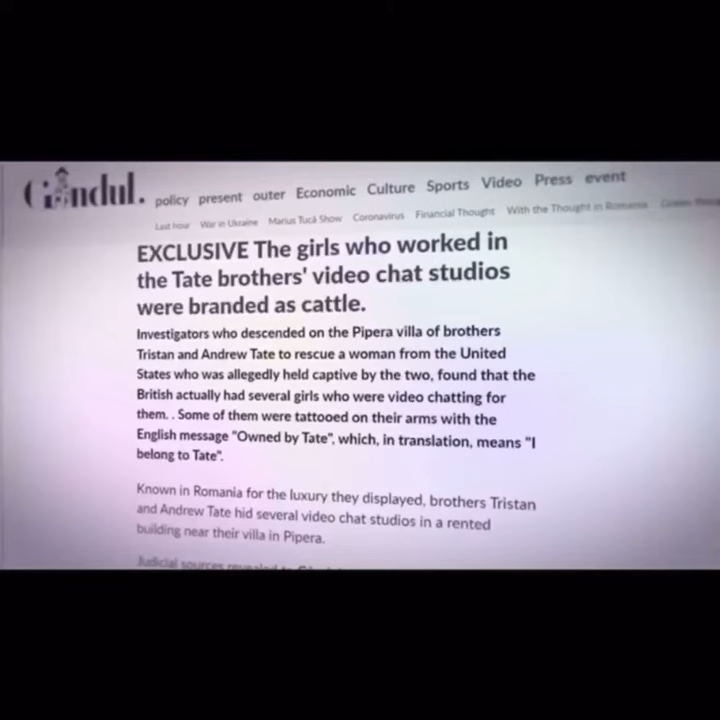 Gândul.
policy present outer Economic Culture Sports Video Press event
Last hour War in Ukraine Marius Tucă Show Coronavirus Financial Thought With the Thought in Romania
EXCLUSIVE The girls who worked in
the Tate brothers' video chat studios
were branded as cattle.
Investigators who descended on the Pipera villa of brothers
Tristan and Andrew Tate to rescue a woman from the United
States who was allegedly held captive by the two, found that the
British actually had several girls who were video chatting for
them. . Some of them were tattooed on their arms with the
English message "Owned by Tate", which, in translation, means "I
belong to Tate".
Known in Romania for the luxury they displayed, brothers Tristan
and Andrew Tate hid several video chat studios in a rented
building near their villa in Pipera.
Judicial sources revealed to